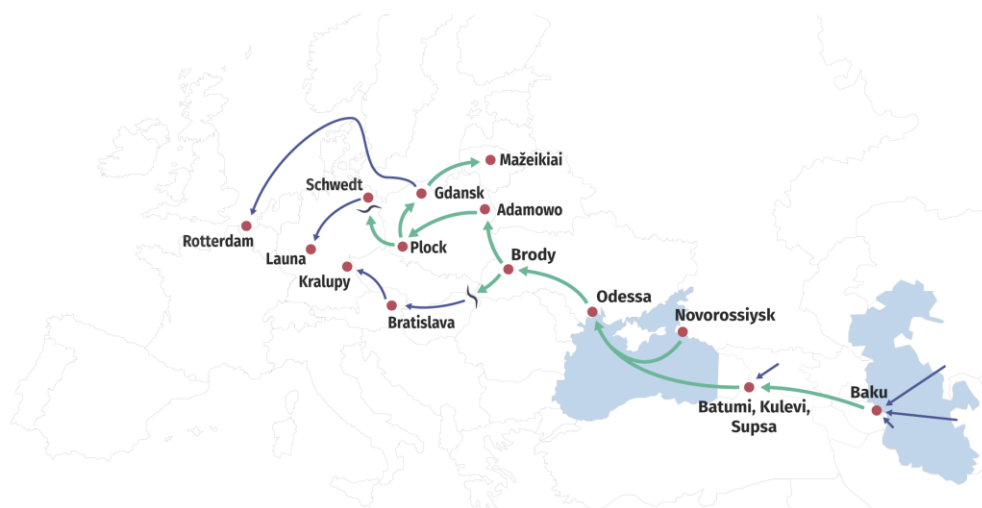 Mažeikiai
Schwedt
Gdansk
Adamowo
Rotterdam
Launa
Plock
Brody
Kralupy
Odessa
Bratislava
Novorossiysk
Baku
Batumi, Kulevi,
Supsa